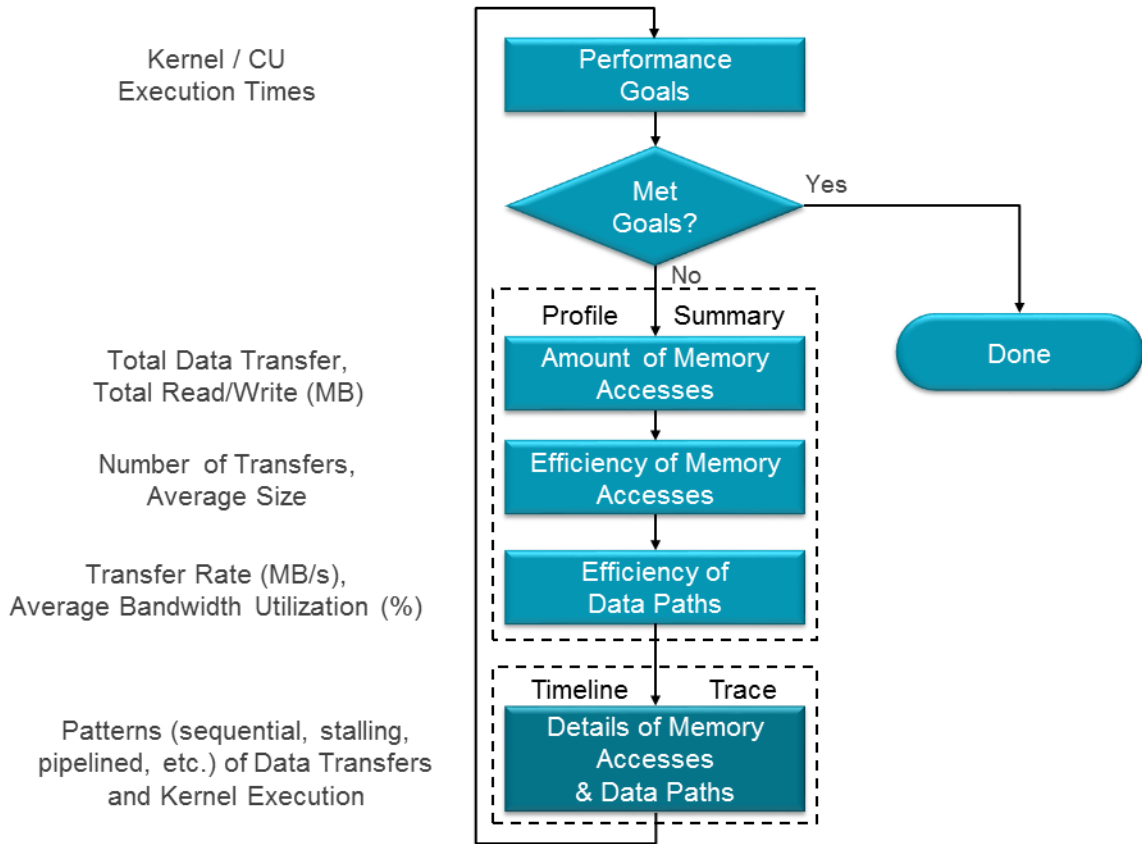 Kernel / CU
Execution Times
Performance
Goals
Met
Goals?
Yes
No
Profile Summary
Done
Total Data Transfer,
Total Read/Write (MB)
Amount of Memory
Accesses
Number of Transfers,
Average Size
Efficiency of Memory
Accesses
Transfer Rate (MB/s),
Average Bandwidth Utilization (%)
Efficiency of
Data Paths
Timeline Trace
Patterns (sequential, stalling,
pipelined, etc.) of Data Transfers
and Kernel Execution
Details of Memory
Accesses
& Data Paths